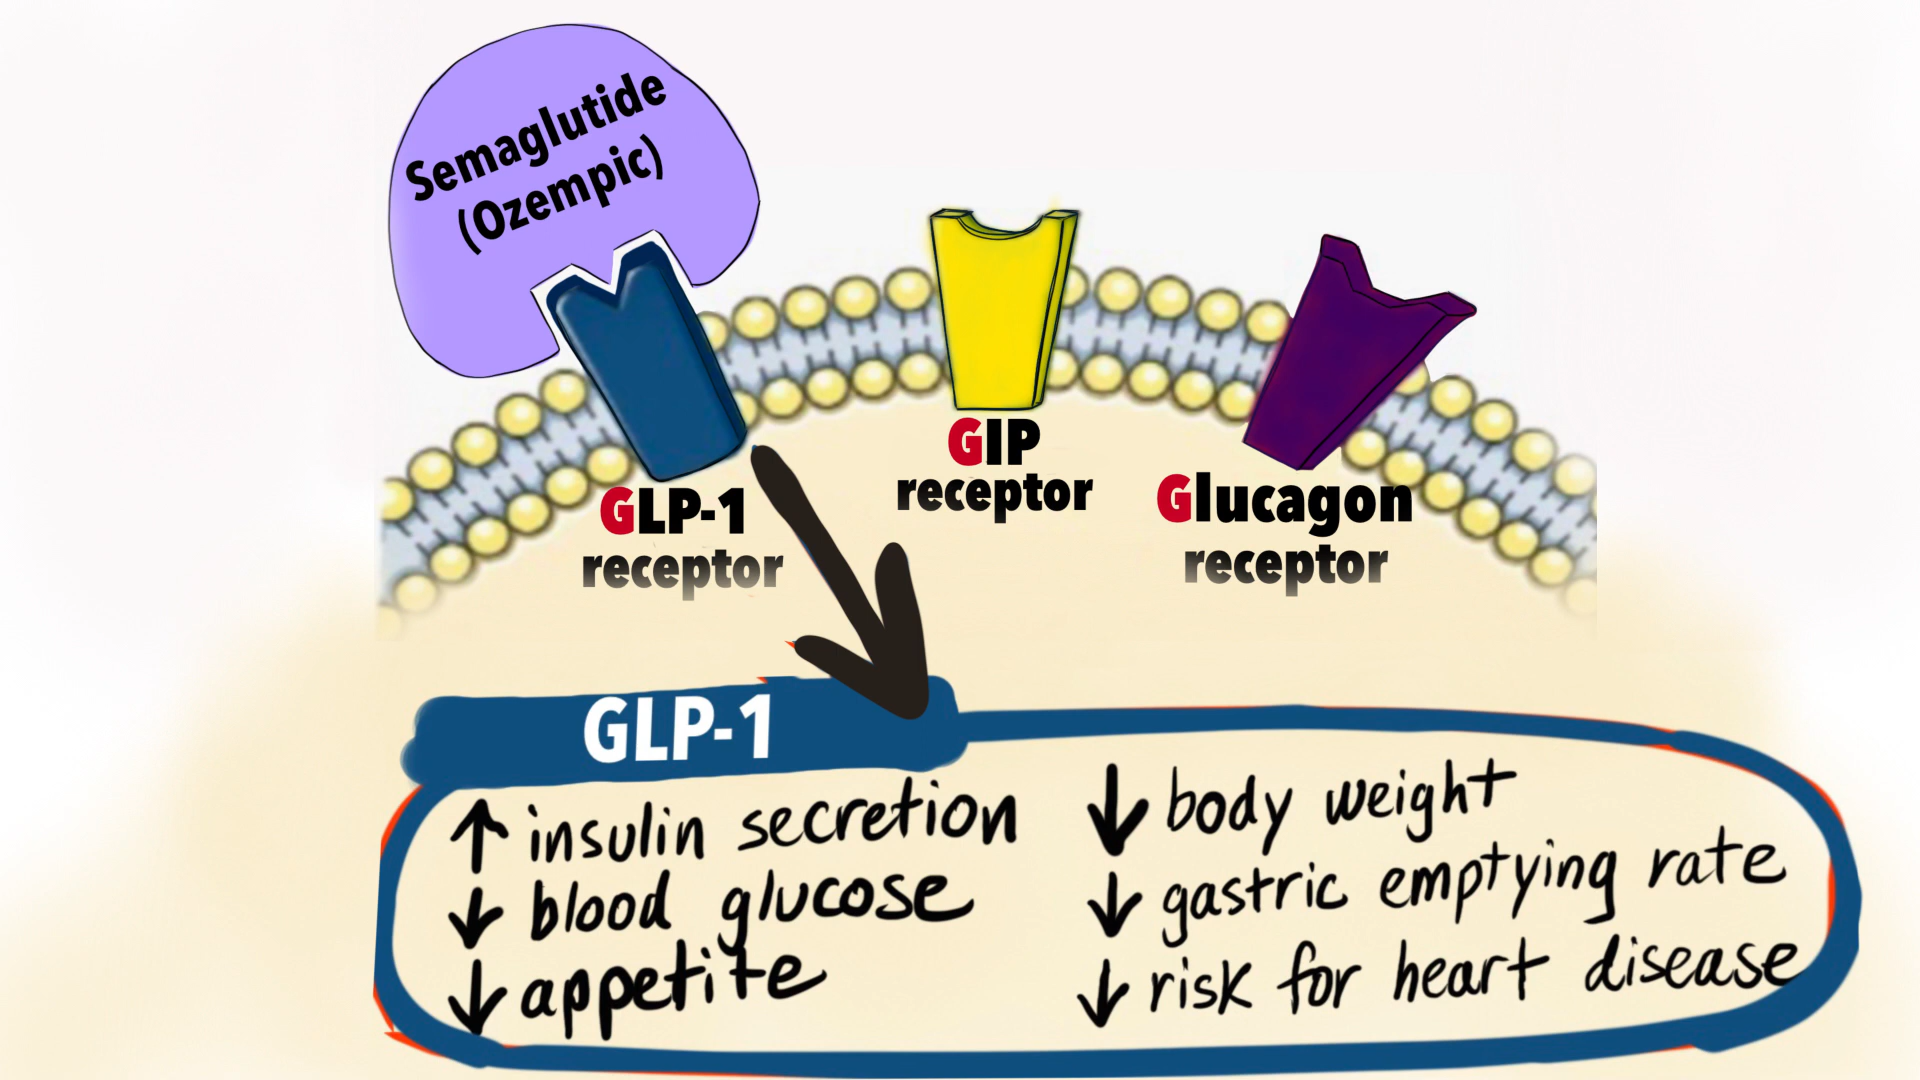 Semaglutide
(Ozempic)
GLP-1
receptor
GIP
receptor
Glucagon
receptor
GLP-1
↑ insulin secretion
↓ blood glucose
↓ appetite
↓ body weight
↓ gastric emptying rate
↓ risk for heart disease